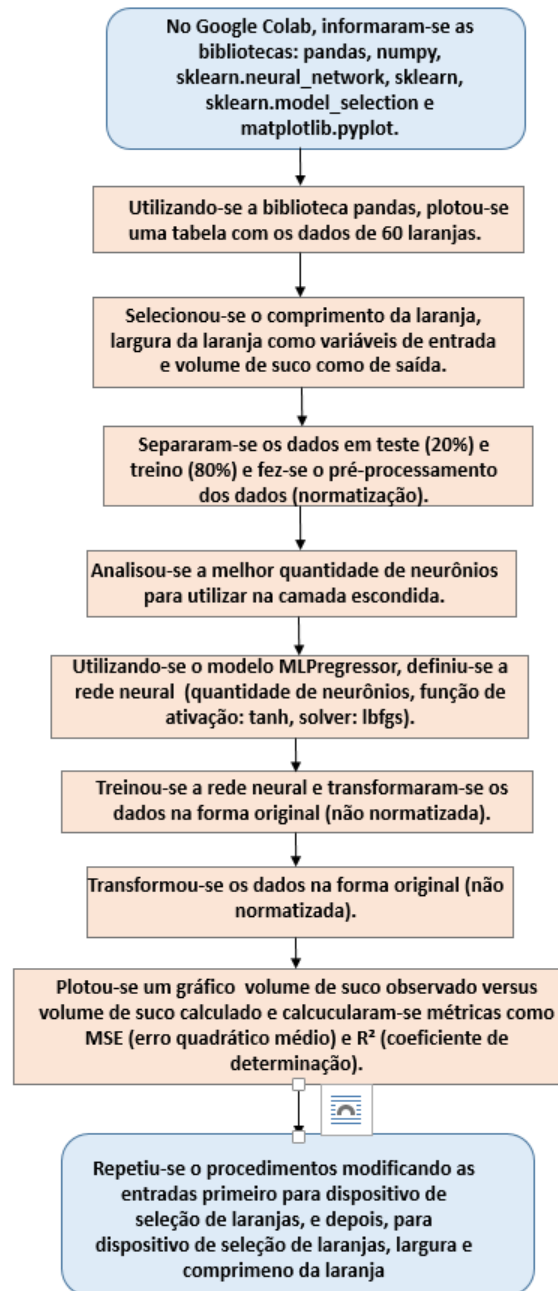 No Google Colab, informaram-se as
bibliotecas: pandas, numpy,
sklearn.neural_network, sklearn,
sklearn.model_selection e
matplotlib.pyplot.
Utilizando-se a biblioteca pandas, plotou-se
uma tabela com os dados de 60 laranjas.
Selecionou-se o comprimento da laranja,
largura da laranja como variáveis de entrada
e volume de suco como de saída.
Separaram-se os dados em teste (20%) e
treino (80%) e fez-se o pré-processamento
dos dados (normatização).
Analisou-se a melhor quantidade de neurônios
para utilizar na camada escondida.
Utilizando-se o modelo MLPregressor, definiu-se a
rede neural (quantidade de neurônios, função de
ativação: tanh, solver: lbfgs).
Treinou-se a rede neural e transformaram-se os
dados na forma original (não normatizada).
Transformou-se os dados na forma original (não
normatizada).
Plotou-se um gráfico volume de suco observado versus
volume de suco calculado e calcucularam-se métricas como
MSE (erro quadrático médio) e R² (coeficiente de
determinação).
Repetiu-se o procedimentos modificando as
entradas primeiro para dispositivo de
seleção de laranjas, e depois, para
dispositivo de seleção de laranjas, largura e
comprimeno da laranja